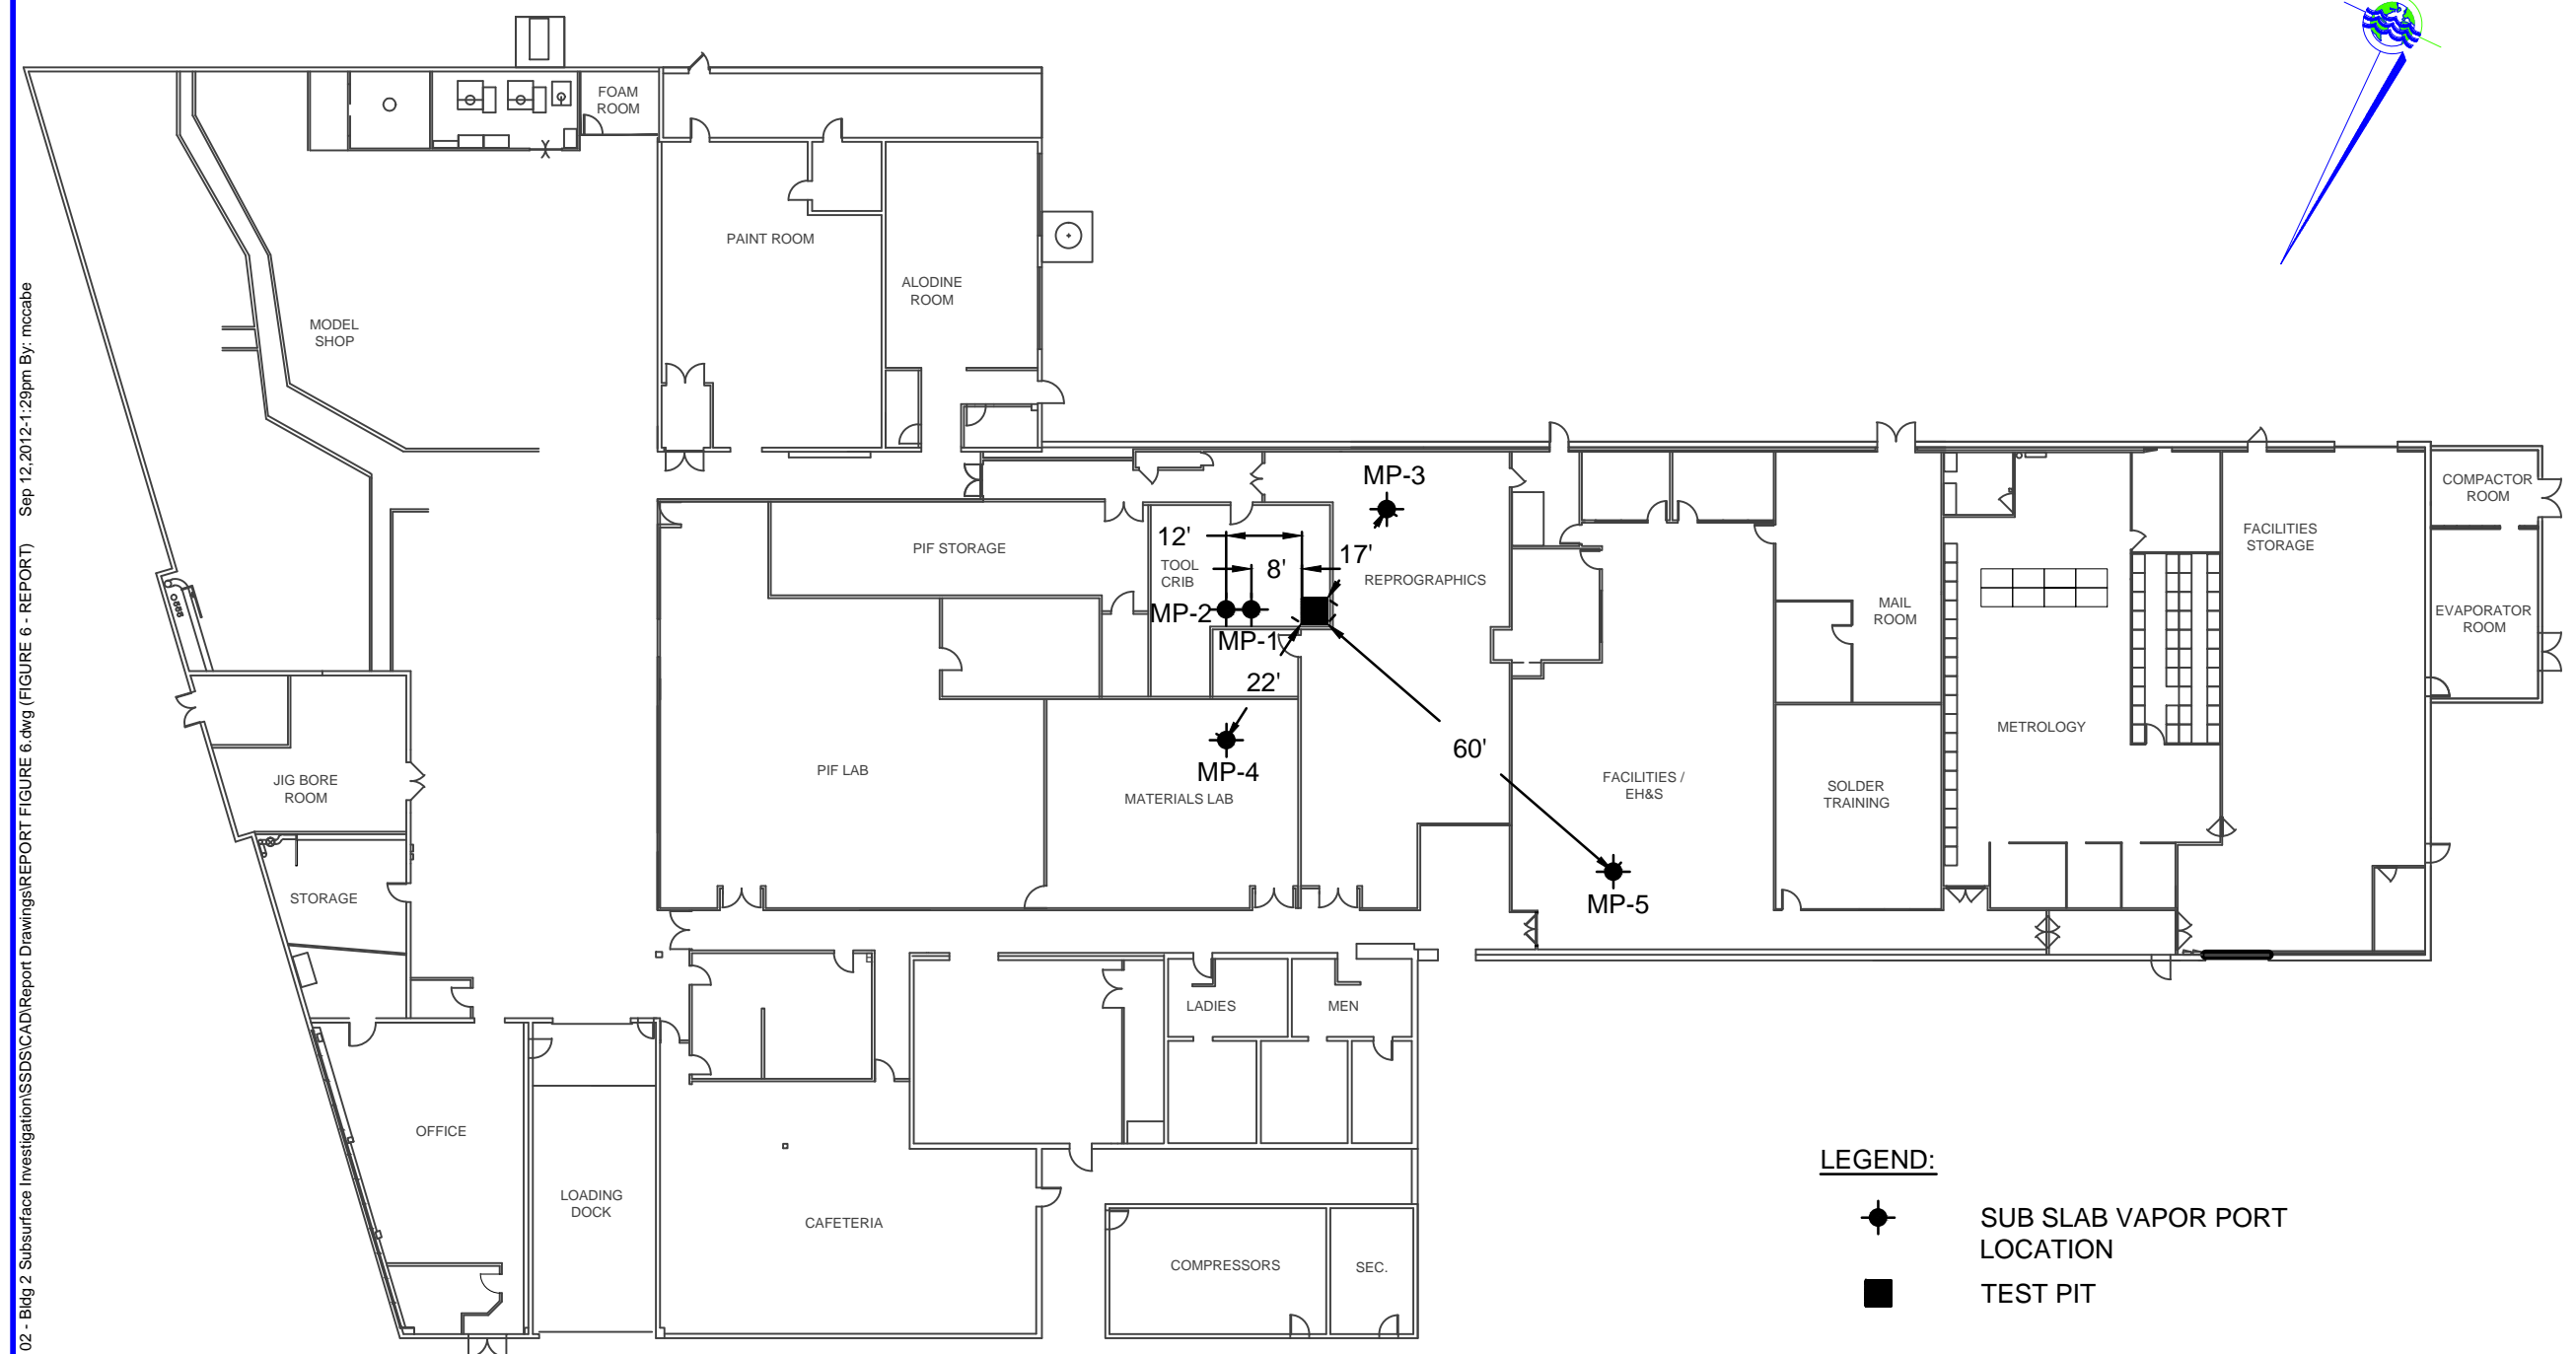 02 - Bldg 2 Subsurface Investigation\SSDS\CAD\Report Drawings\REPORT FIGURE 6.dwg (FIGURE 6 - REPORT) Sep 12,2012-1:29pm By: mccabe
FOAM
ROOM
PAINT ROOM
ALODINE
ROOM
MODEL
SHOP
MP-3
COMPACTOR
ROOM
12'
PIF STORAGE
FACILITIES
STORAGE
17'
TOOL
CRIB
8'
REPROGRAPHICS
MP-2
MP-1
MAIL
ROOM
EVAPORATOR
ROOM
22'
METROLOGY
60'
MP-4
PIF LAB
JIG BORE
ROOM
MATERIALS LAB
FACILITIES /
EH&S
SOLDER
TRAINING
STORAGE
MP-5
LADIES
MEN
OFFICE
LOADING
DOCK
CAFETERIA
COMPRESSORS
SEC.
LEGEND:
SUB SLAB VAPOR PORT
LOCATION
TEST PIT